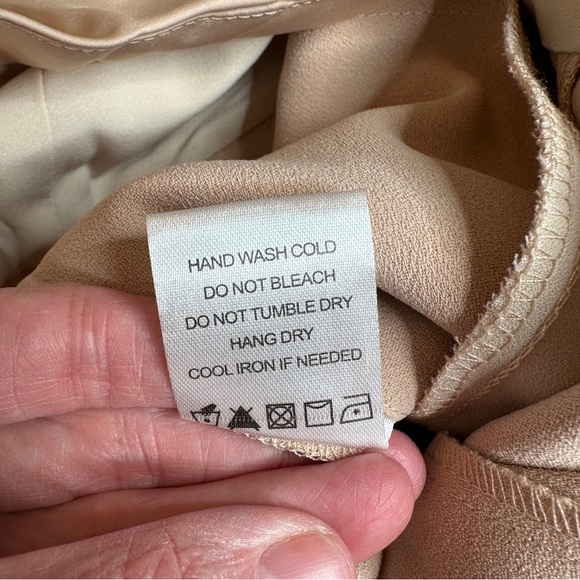 HAND WASH COLD
DO NOT BLEACH
DO NOT TUMBLE DRY
HANG DRY
COOL IRON IF NEEDED